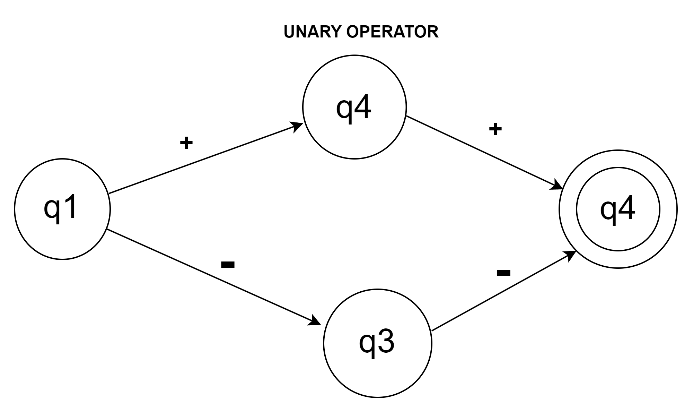 UNARY OPERATOR
q4
+
+
q1
q4
-
-
q3